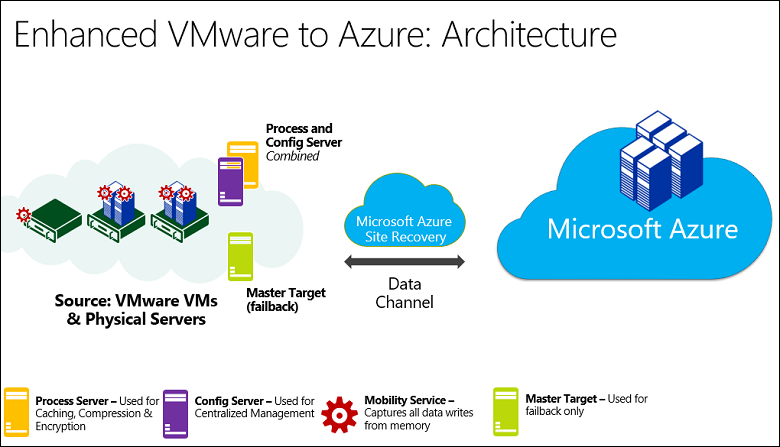 Enhanced VMware to Azure: Architecture
Process and
Config Server
Combined
Microsoft Azure
Site Recovery
Microsoft Azure
Data
Channel
Master Target
(failback)
Source: VMware VMs
& Physical Servers
Process Server – Used for
Caching, Compression &
Encryption
Config Server – Used for
Centralized Management
Mobility Service –
Captures all data writes
from memory
Master Target – Used for
failback only